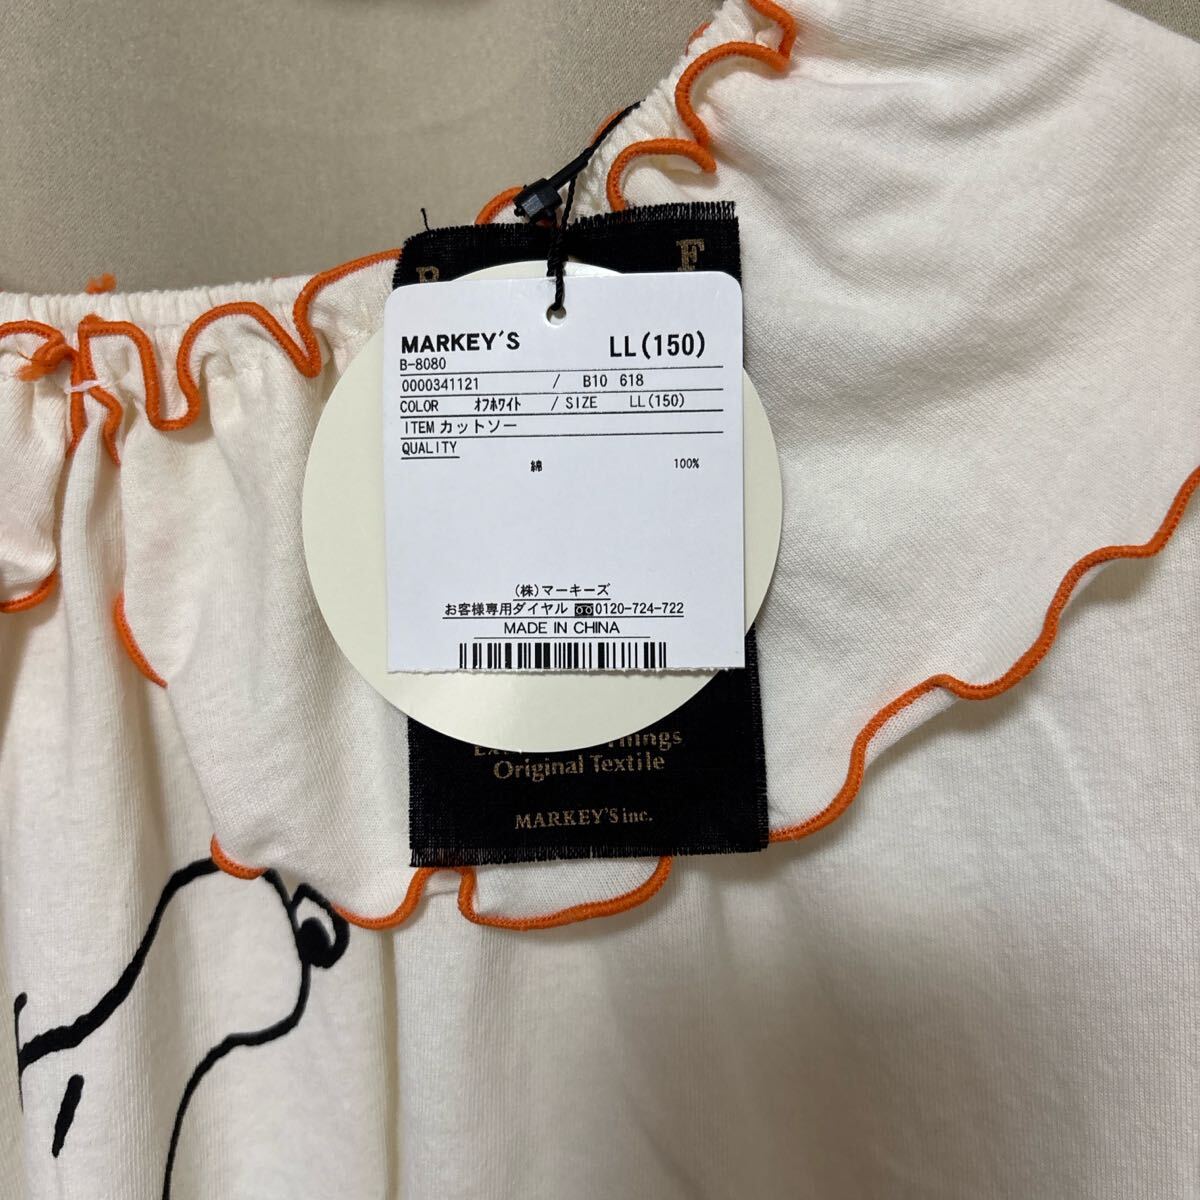 F
MARKEY'S LL(150)
B-8080
0000341121 / B10 618
COLOR ｵﾌﾎﾜｲﾄ / SIZE LL(150)
ITEM カットソー
QUALITY
綿 100%
(株)マーキーズ
お客様専用ダイヤル 0120-724-722
MADE IN CHINA
Things
Original Textile
MARKEY'S inc.